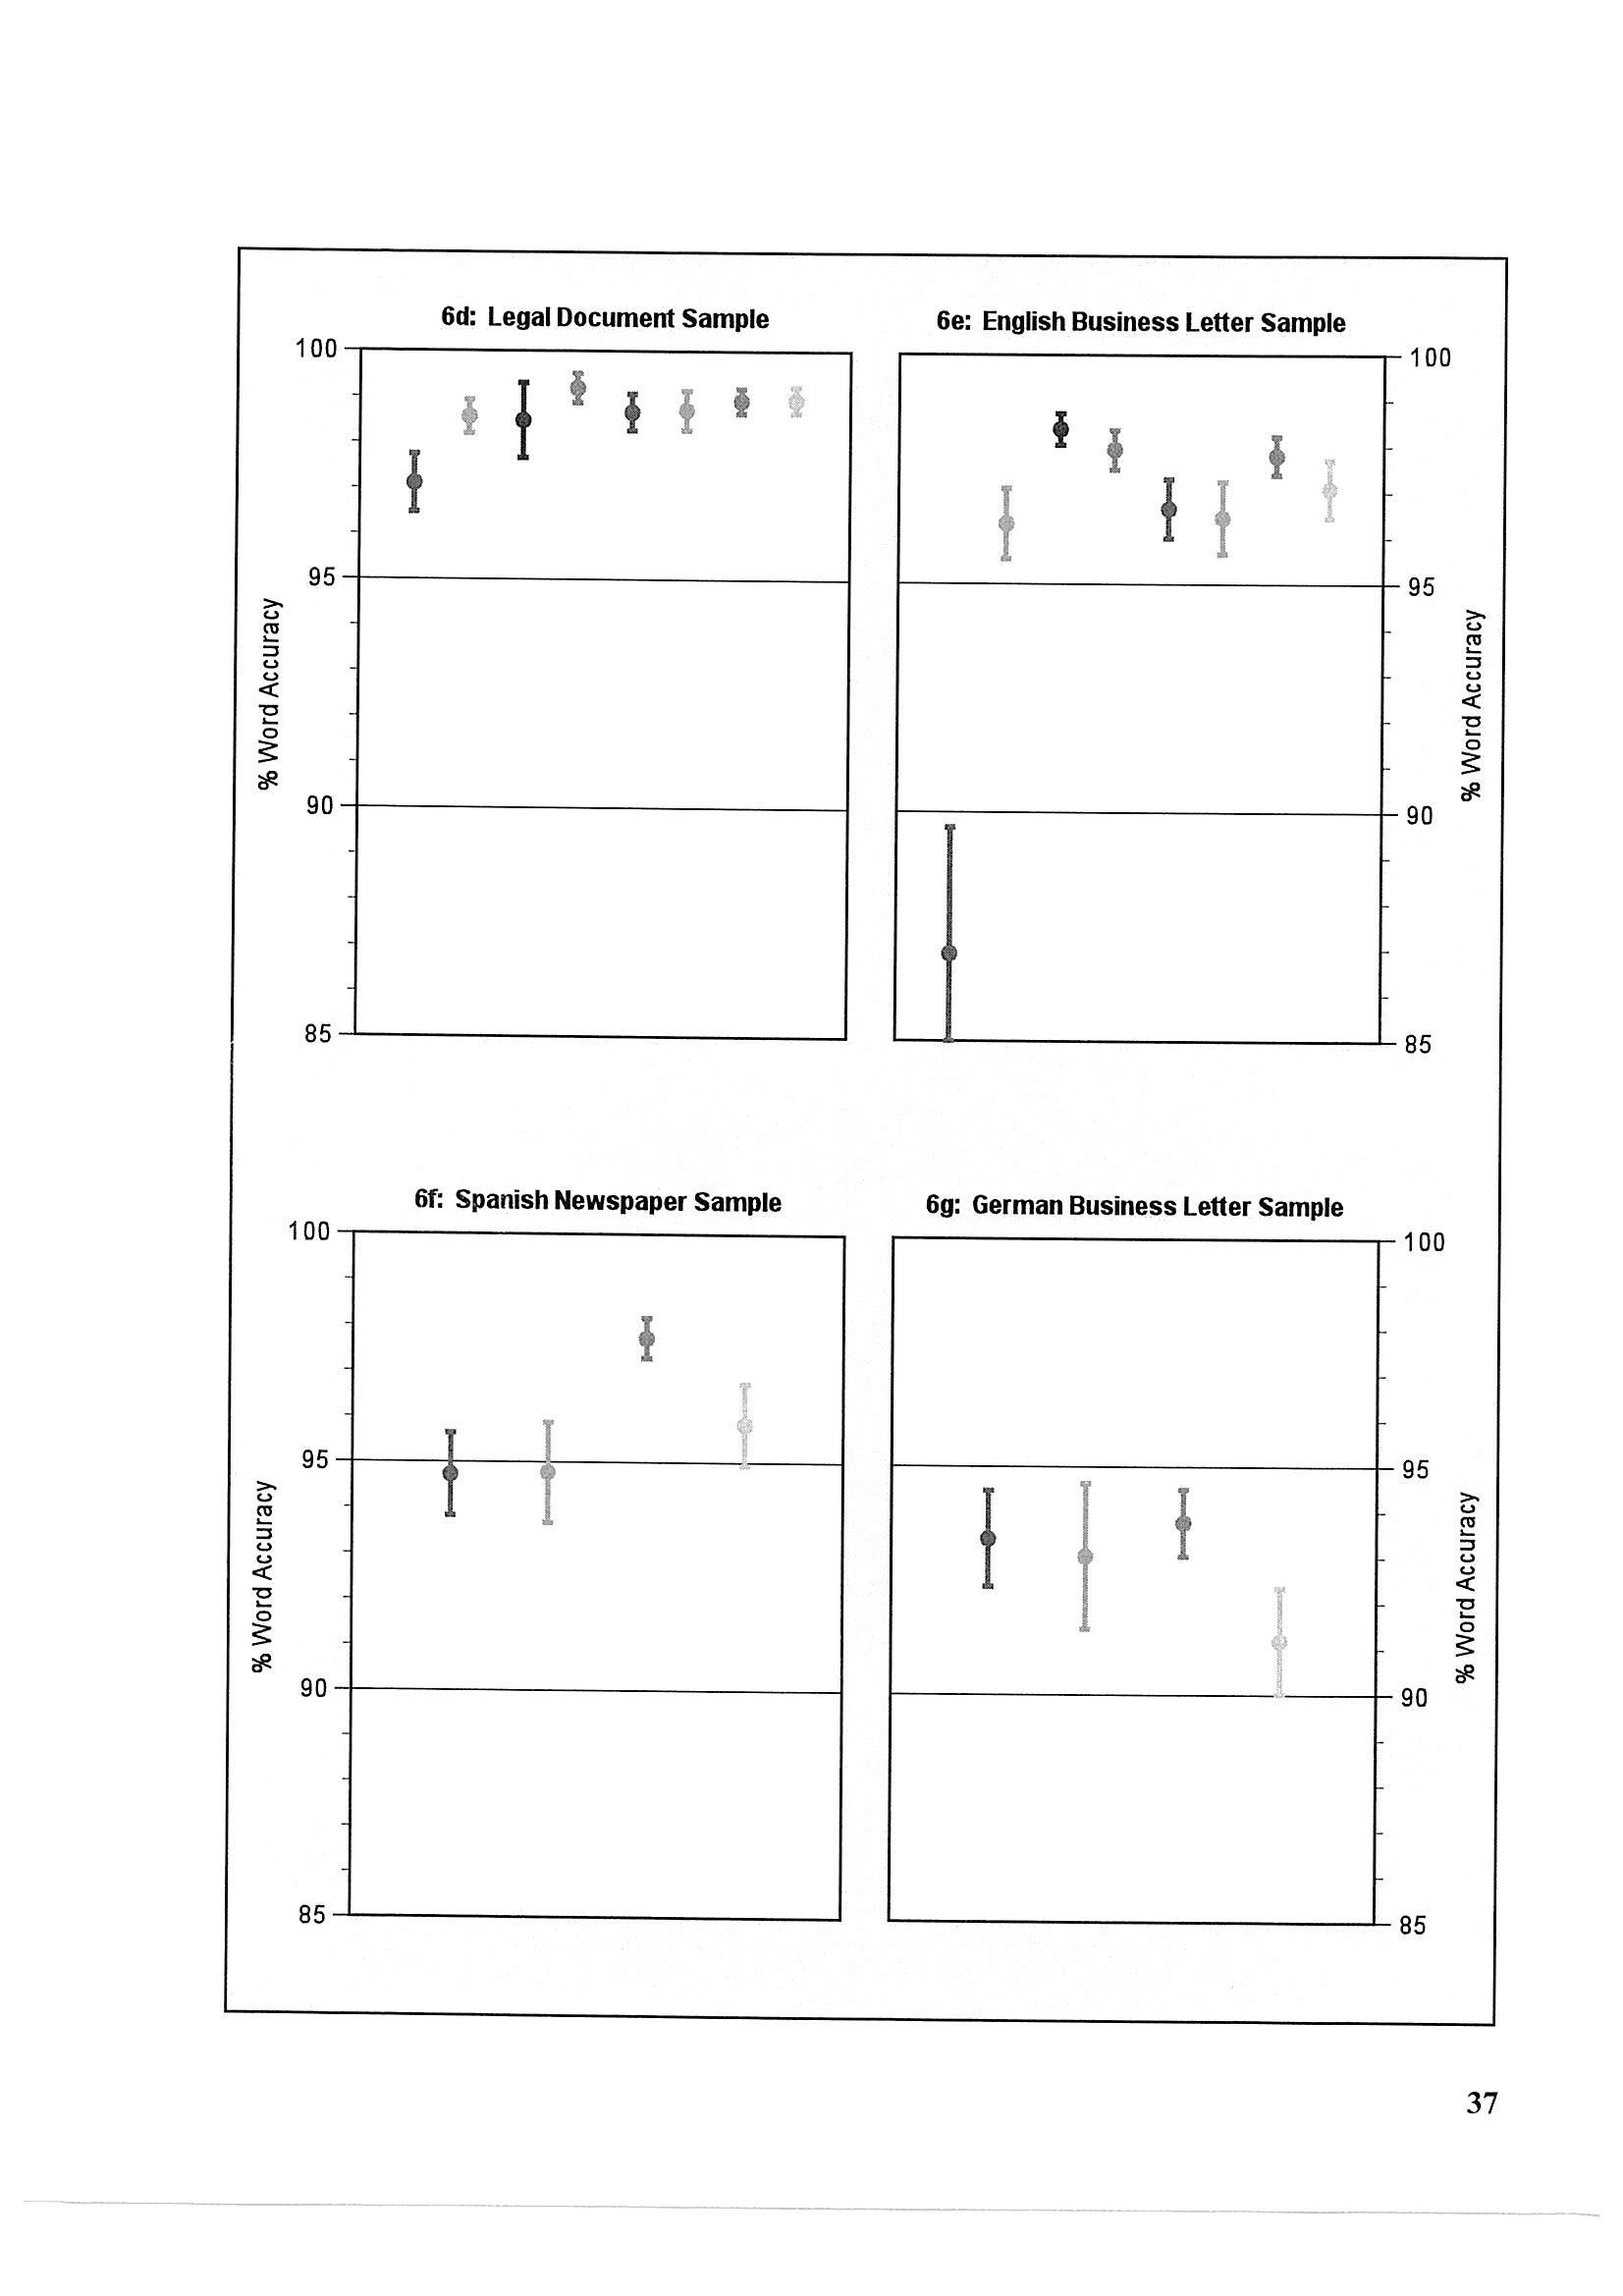 6d: Legal Document Sample
100
95
90
85
% Word Accuracy
6e: English Business Letter Sample
100
95
90
85
% Word Accuracy
6f: Spanish Newspaper Sample
100
95
90
85
% Word Accuracy
6g: German Business Letter Sample
100
95
90
85
% Word Accuracy
37